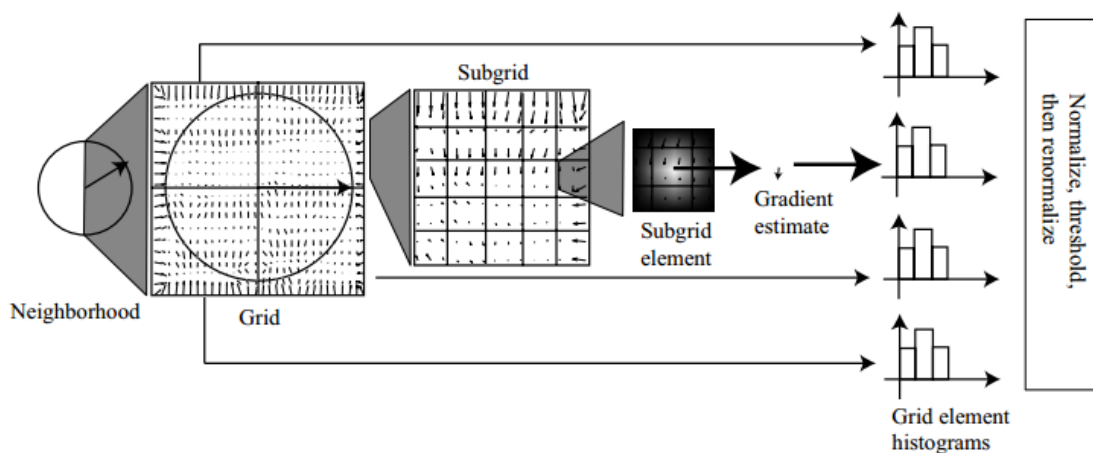 Subgrid
Neighborhood
Grid
Subgrid
element
Gradient
estimate
Grid element
histograms
Normalize, threshold,
then renormalize